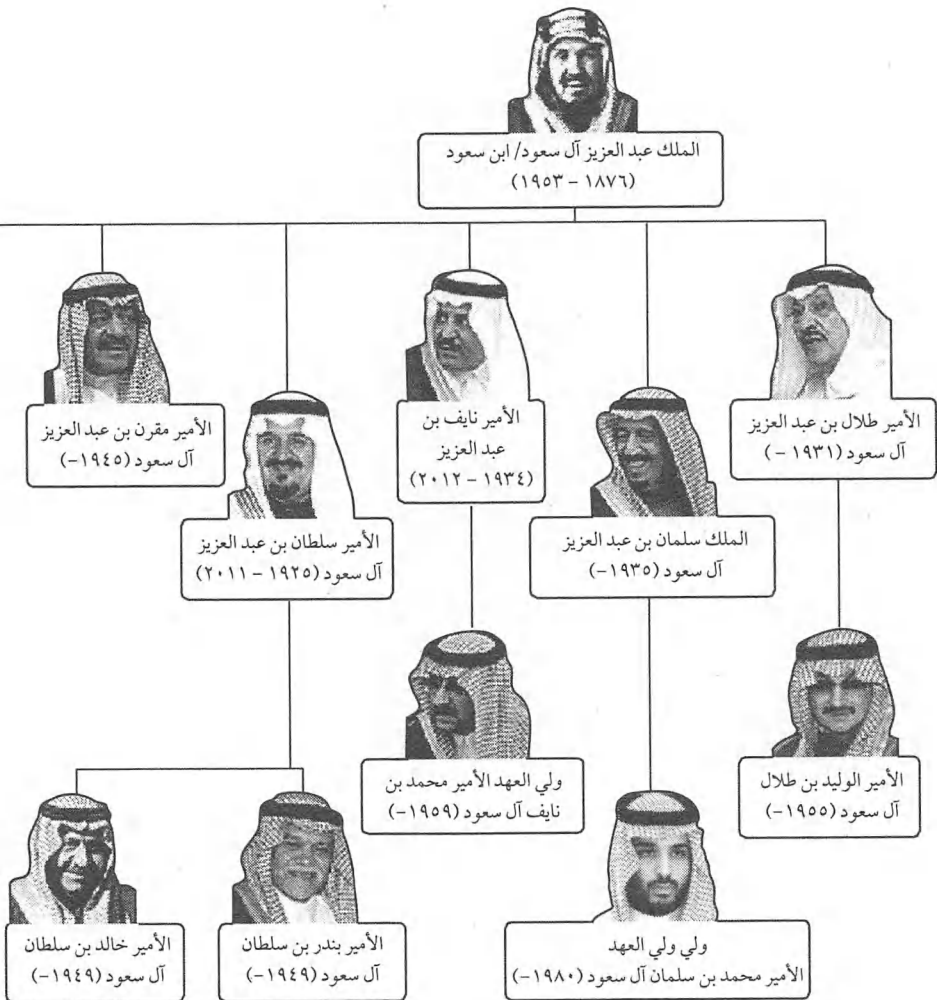 الملك عبد العزيز آل سعود/ ابن سعود
(١٨٧٦ – ١٩٥٣)
الأمير طلال بن عبد العزيز
آل سعود (١٩٣١ – )
الملك سلمان بن عبد العزيز
آل سعود (١٩٣٥–)
الأمير نايف بن
عبد العزيز
(١٩٣٤ – ٢٠١٢)
الأمير سلطان بن عبد العزيز
آل سعود (١٩٢٥ – ٢٠١١)
الأمير مقرن بن عبد العزيز
آل سعود (١٩٤٥–)
الأمير الوليد بن طلال
آل سعود (١٩٥٥–)
ولي ولي العهد
الأمير محمد بن سلمان آل سعود (١٩٨٠–)
ولي العهد الأمير محمد بن
نايف آل سعود (١٩٥٩–)
الأمير بندر بن سلطان
آل سعود (١٩٤٩–)
الأمير خالد بن سلطان
آل سعود (١٩٤٩–)